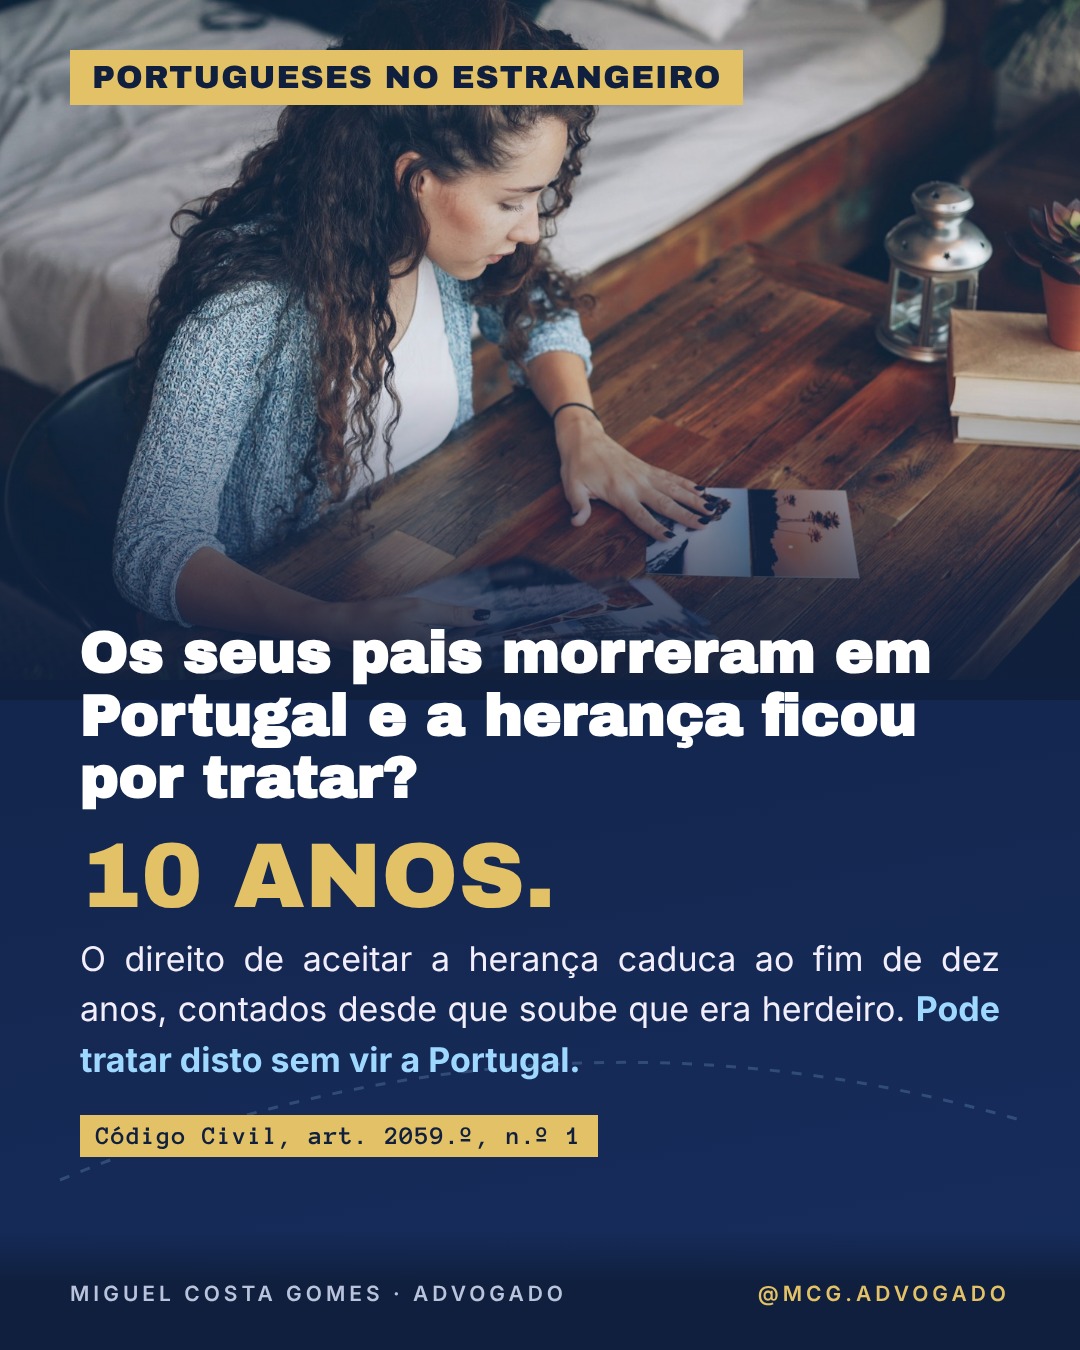 PORTUGUESES NO ESTRANGEIRO
Os seus pais morreram em
Portugal e a herança ficou
por tratar?
10 ANOS.
O direito de aceitar a herança caduca ao fim de dez
anos, contados desde que soube que era herdeiro. Pode
tratar disto sem vir a Portugal.
Código Civil, art. 2059.º, n.º 1
MIGUEL COSTA GOMES · ADVOGADO
@MCG.ADVOGADO